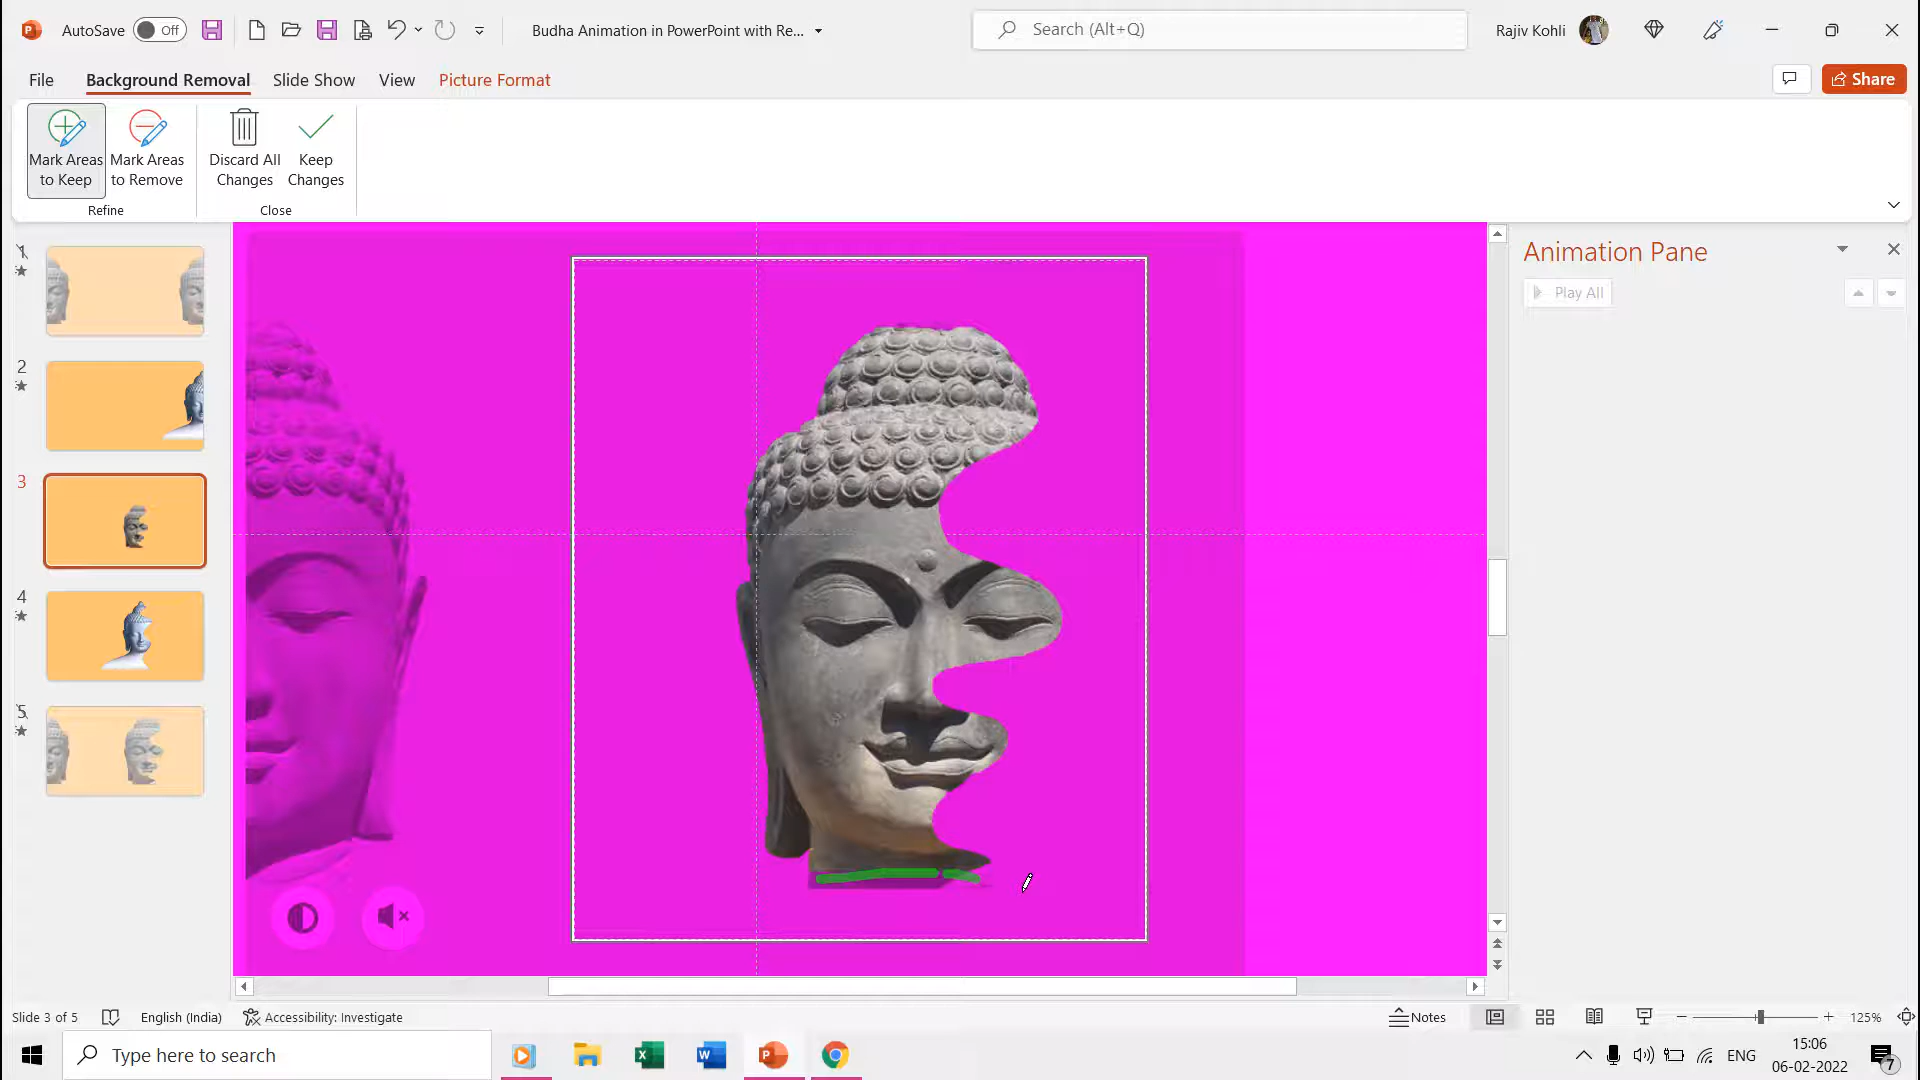 AutoSave Off Budha Animation in PowerPoint with Re... Search (Alt+Q) Rajiv Kohli
File Background Removal Slide Show View Picture Format Share
Mark Areas to Keep
Mark Areas to Remove
Discard All Changes
Keep Changes
Refine Close
1
2
3
4
5
Animation Pane
Play All
Slide 3 of 5 English (India) Accessibility: Investigate Notes 125%
Type here to search
ENG
15:06
06-02-2022
7